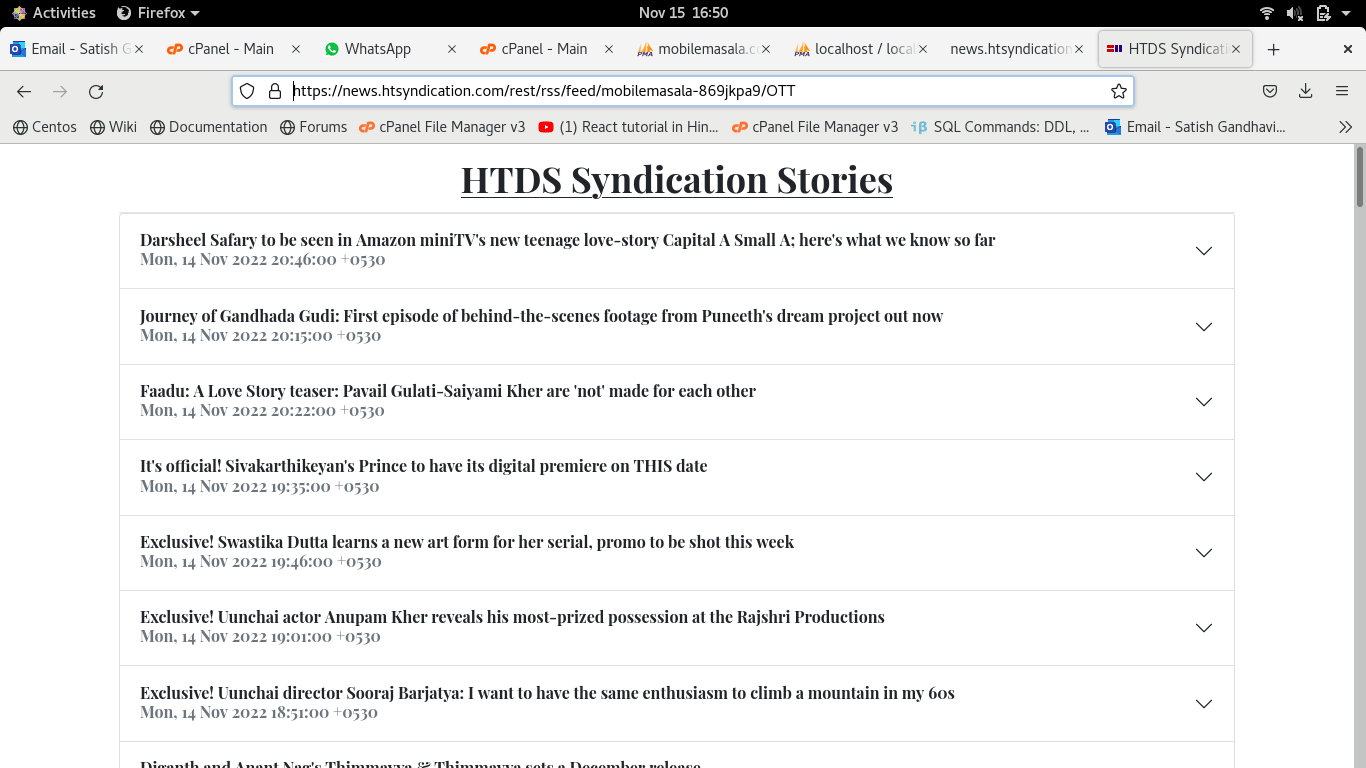 Activities Firefox Nov 15 16:50
Email - Satish G cPanel - Main WhatsApp cPanel - Main mobilemasala.c localhost / local news.htsyndication HTDS Syndicati
https://news.htsyndication.com/rest/rss/feed/mobilemasala-869jkpa9/OTT
Centos Wiki Documentation Forums cPanel File Manager v3 (1) React tutorial in Hin... cPanel File Manager v3 SQL Commands: DDL, ... Email - Satish Gandhavi...
HTDS Syndication Stories
Darsheel Safary to be seen in Amazon miniTV's new teenage love-story Capital A Small A; here's what we know so far
Mon, 14 Nov 2022 20:46:00 +0530
Journey of Gandhada Gudi: First episode of behind-the-scenes footage from Puneeth's dream project out now
Mon, 14 Nov 2022 20:15:00 +0530
Faadu: A Love Story teaser: Pavail Gulati-Saiyami Kher are 'not' made for each other
Mon, 14 Nov 2022 20:22:00 +0530
It's official! Sivakarthikeyan's Prince to have its digital premiere on THIS date
Mon, 14 Nov 2022 19:35:00 +0530
Exclusive! Swastika Dutta learns a new art form for her serial, promo to be shot this week
Mon, 14 Nov 2022 19:46:00 +0530
Exclusive! Uunchai actor Anupam Kher reveals his most-prized possession at the Rajshri Productions
Mon, 14 Nov 2022 19:01:00 +0530
Exclusive! Uunchai director Sooraj Barjatya: I want to have the same enthusiasm to climb a mountain in my 60s
Mon, 14 Nov 2022 18:51:00 +0530
Diganth and Anant Nag's Thimmayya & Thimmayya sets a December release